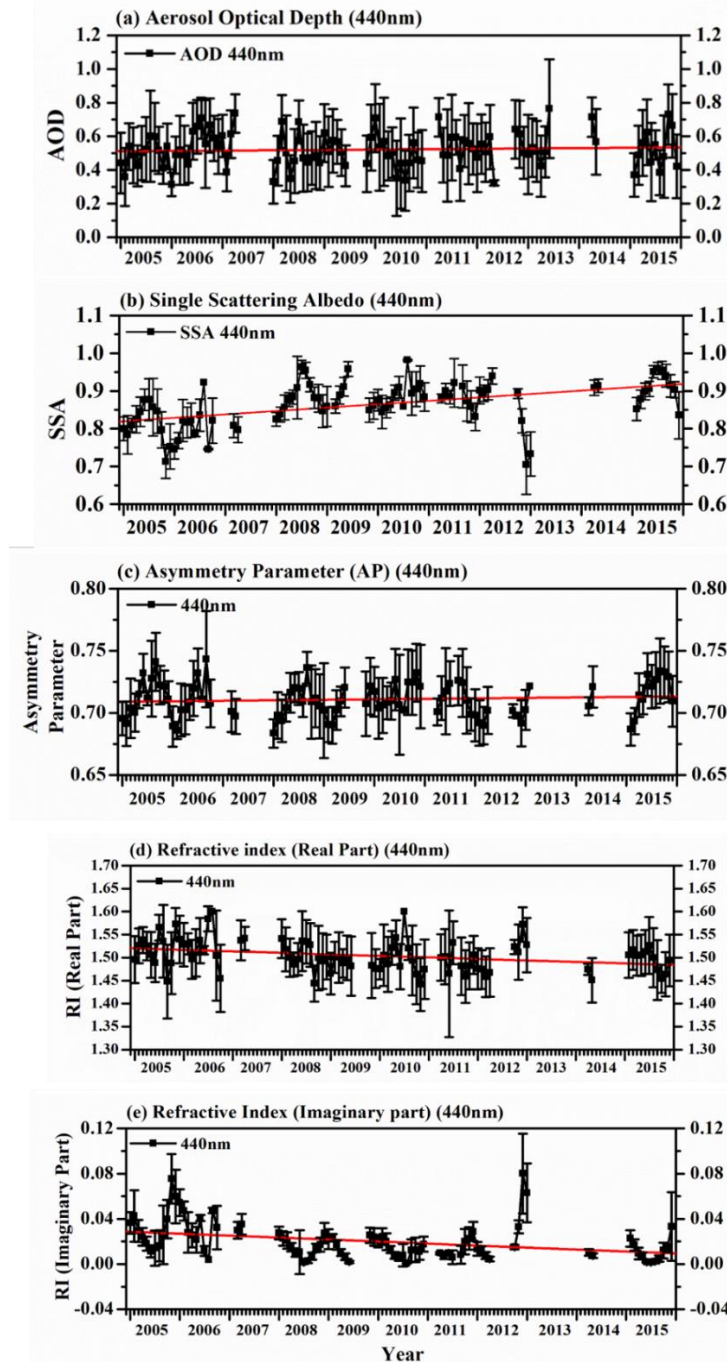 (a) Aerosol Optical Depth (440nm)
1.2 1.2
AOD 440nm
1.0 1.0
0.8 0.8
AOD
0.6 0.6
0.4 0.4
0.2 0.2
0.0 0.0
2005 2006 2007 2008 2009 2010 2011 2012 2013 2014 2015
(b) Single Scattering Albedo (440nm)
1.1 1.1
SSA 440nm
1.0 1.0
0.9 0.9
SSA
0.8 0.8
0.7 0.7
0.6 0.6
2005 2006 2007 2008 2009 2010 2011 2012 2013 2014 2015
(c) Asymmetry Parameter (AP) (440nm)
0.80 0.80
440nm
0.75 0.75
Asymmetry
Parameter
0.70 0.70
0.65 0.65
2005 2006 2007 2008 2009 2010 2011 2012 2013 2014 2015
(d) Refractive index (Real Part) (440nm)
1.70 1.70
440nm
1.65 1.65
1.60 1.60
1.55 1.55
RI (Real Part)
1.50 1.50
1.45 1.45
1.40 1.40
1.35 1.35
1.30 1.30
2005 2006 2007 2008 2009 2010 2011 2012 2013 2014 2015
(e) Refractive Index (Imaginary part) (440nm)
0.12 0.12
440nm
0.08 0.08
RI (Imaginary Part)
0.04 0.04
0.00 0.00
-0.04 -0.04
2005 2006 2007 2008 2009 2010 2011 2012 2013 2014 2015
Year